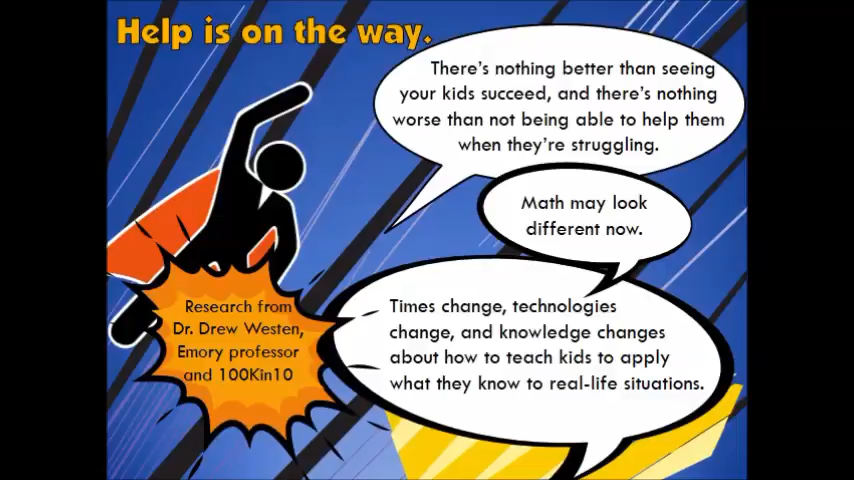 Help is on the way.
There's nothing better than seeing
your kids succeed, and there's nothing
worse than not being able to help them
when they're struggling.
Math may look
different now.
Times change, technologies
change, and knowledge changes
about how to teach kids to apply
what they know to real-life situations.
Research from
Dr. Drew Westen,
Emory professor
and 100Kin10